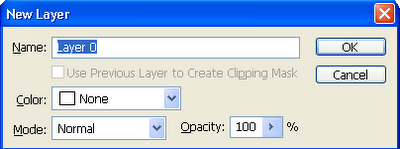 New Layer
Name: Layer 0
OK
Use Previous Layer to Create Clipping Mask
Cancel
Color: None
Mode: Normal Opacity: 100 %